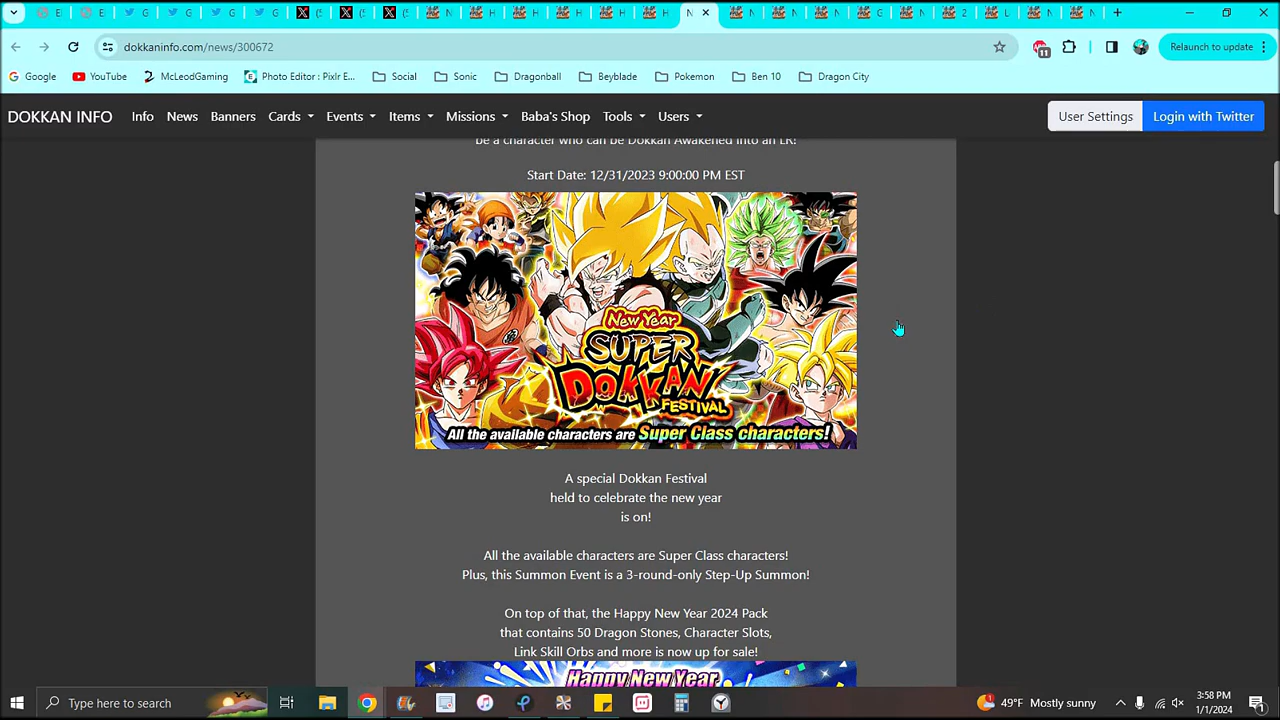 dokkaninfo.com/news/300672
11
Relaunch to update
Google
YouTube
McLeodGaming
Photo Editor : Pixlr E...
Social
Sonic
Dragonball
Beyblade
Pokemon
Ben 10
Dragon City
DOKKAN INFO
Info
News
Banners
Cards
Events
Items
Missions
Baba's Shop
Tools
Users
User Settings
Login with Twitter
be a character who can be Dokkan Awakened into an LR!
Start Date: 12/31/2023 9:00:00 PM EST
New Year
SUPER
DOKKAN
FESTIVAL
All the available characters are Super Class characters!
A special Dokkan Festival
held to celebrate the new year
is on!
All the available characters are Super Class characters!
Plus, this Summon Event is a 3-round-only Step-Up Summon!
On top of that, the Happy New Year 2024 Pack
that contains 50 Dragon Stones, Character Slots,
Link Skill Orbs and more is now up for sale!
Happy New Year
Type here to search
49°F Mostly sunny
3:58 PM
1/1/2024